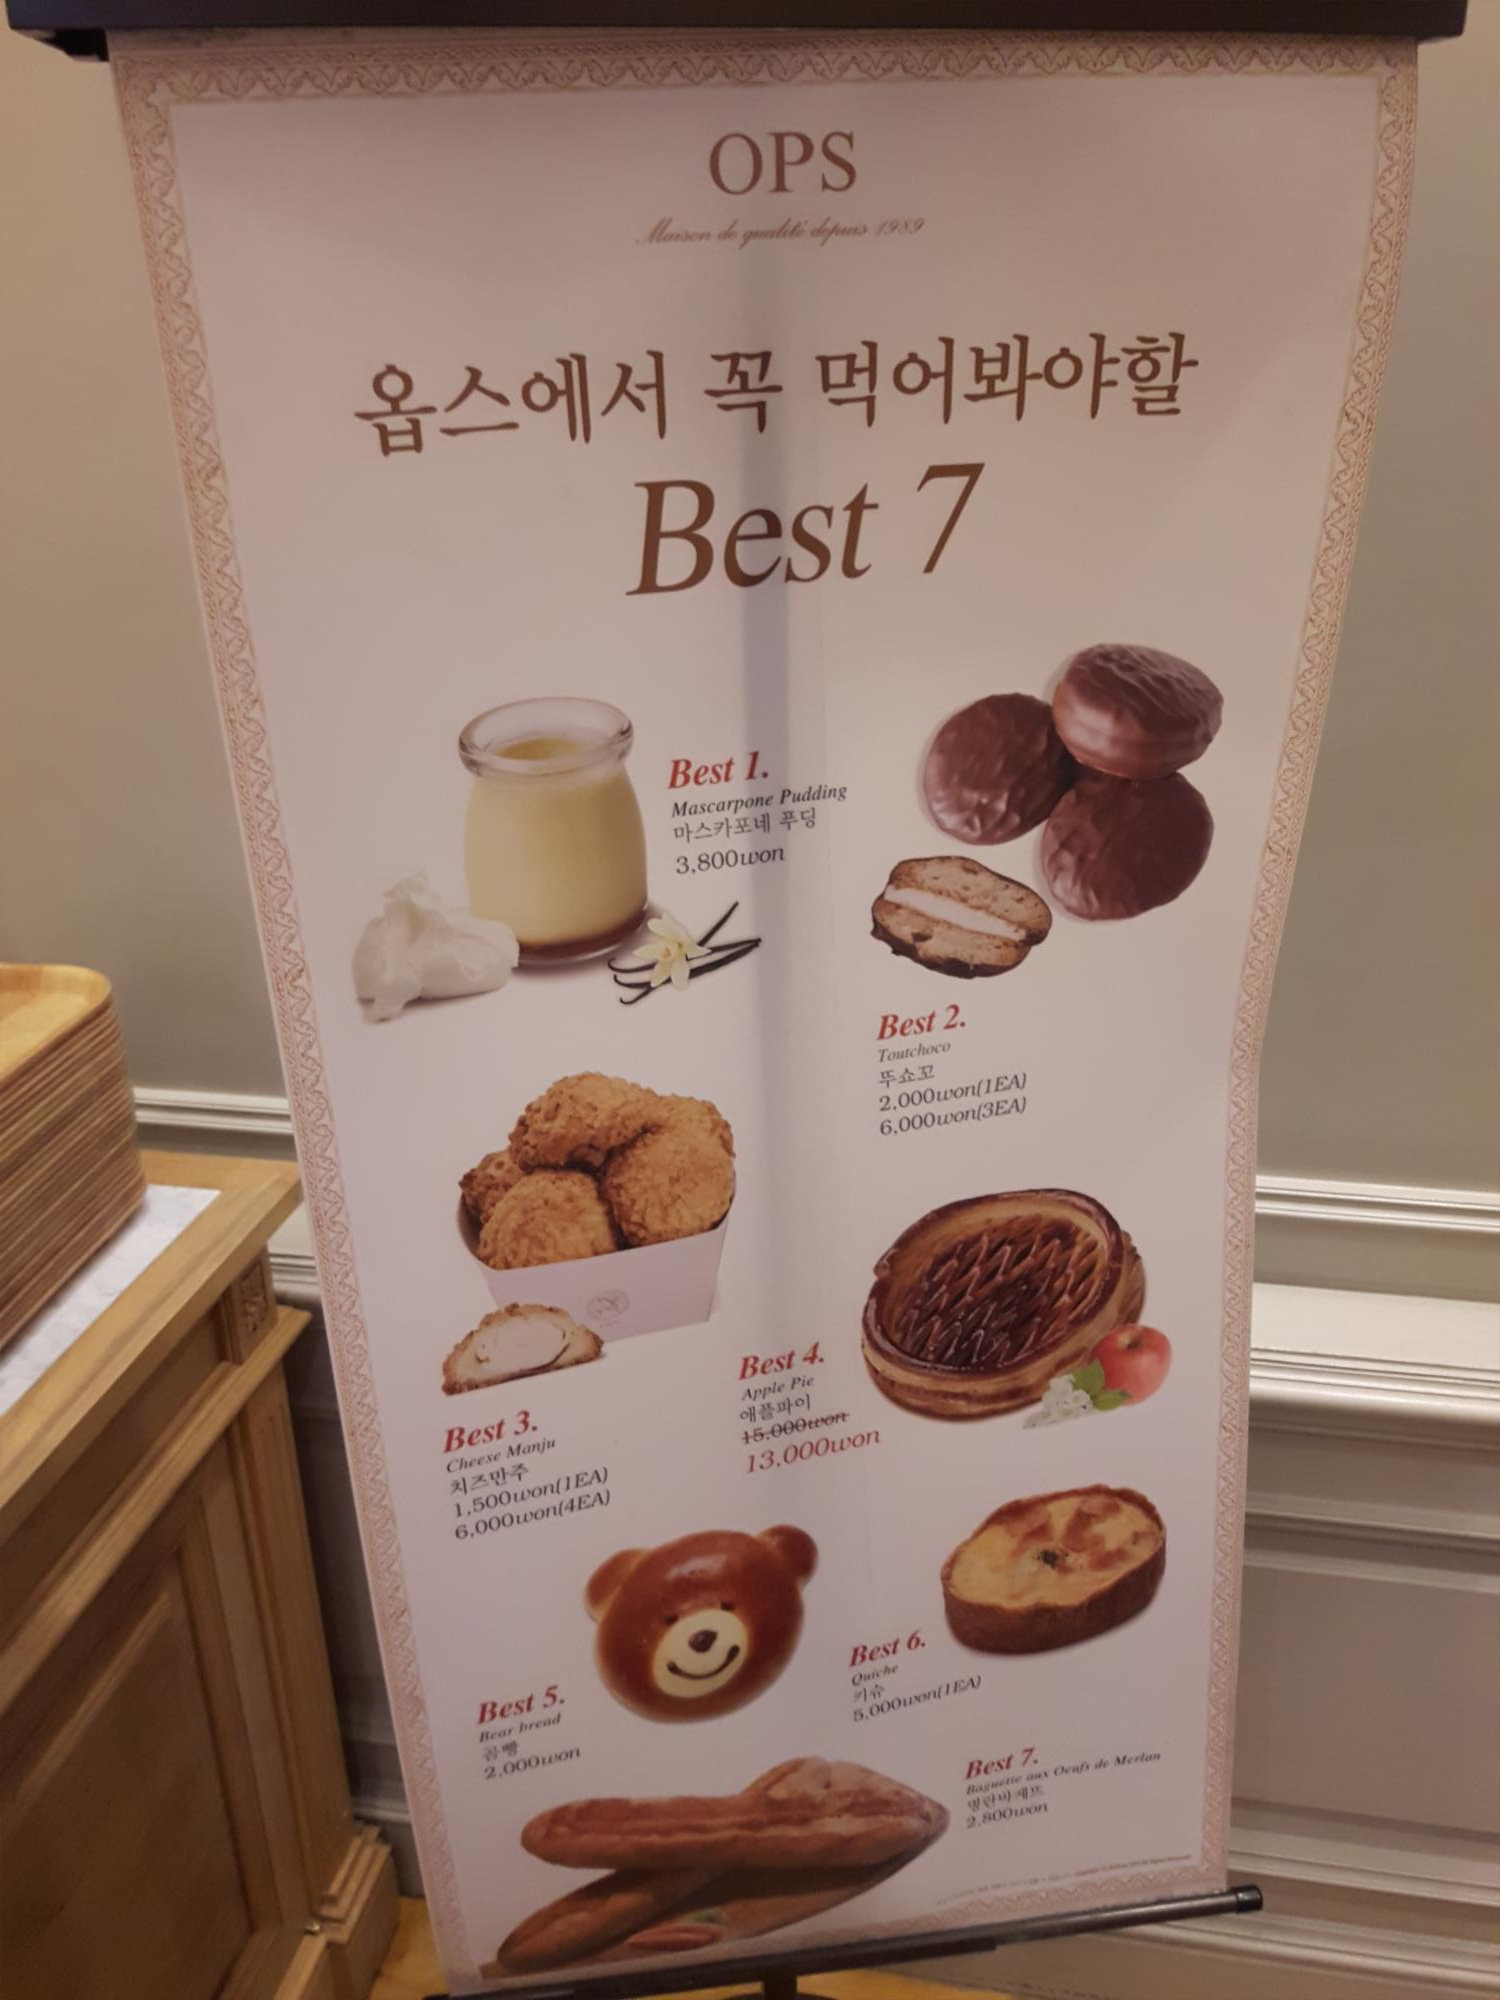 OPS
Maison de qualité depuis 1989
옵스에서 꼭 먹어봐야할
Best 7
Best 1.
Mascarpone Pudding
마스카포네 푸딩
3,800won
Best 2.
Toutchoco
뚜쇼꼬
2,000won(1EA)
6,000won(3EA)
Best 3.
Cheese Manju
치즈만주
1,500won(1EA)
6,000won(4EA)
Best 4.
Apple Pie
애플파이
15,000won
13,000won
Best 5.
Bear bread
곰빵
2,000won
Best 6.
Quiche
키슈
5,000won(1EA)
Best 7.
Baguette aux Oeufs de Merlan
명란바게뜨
2,800won